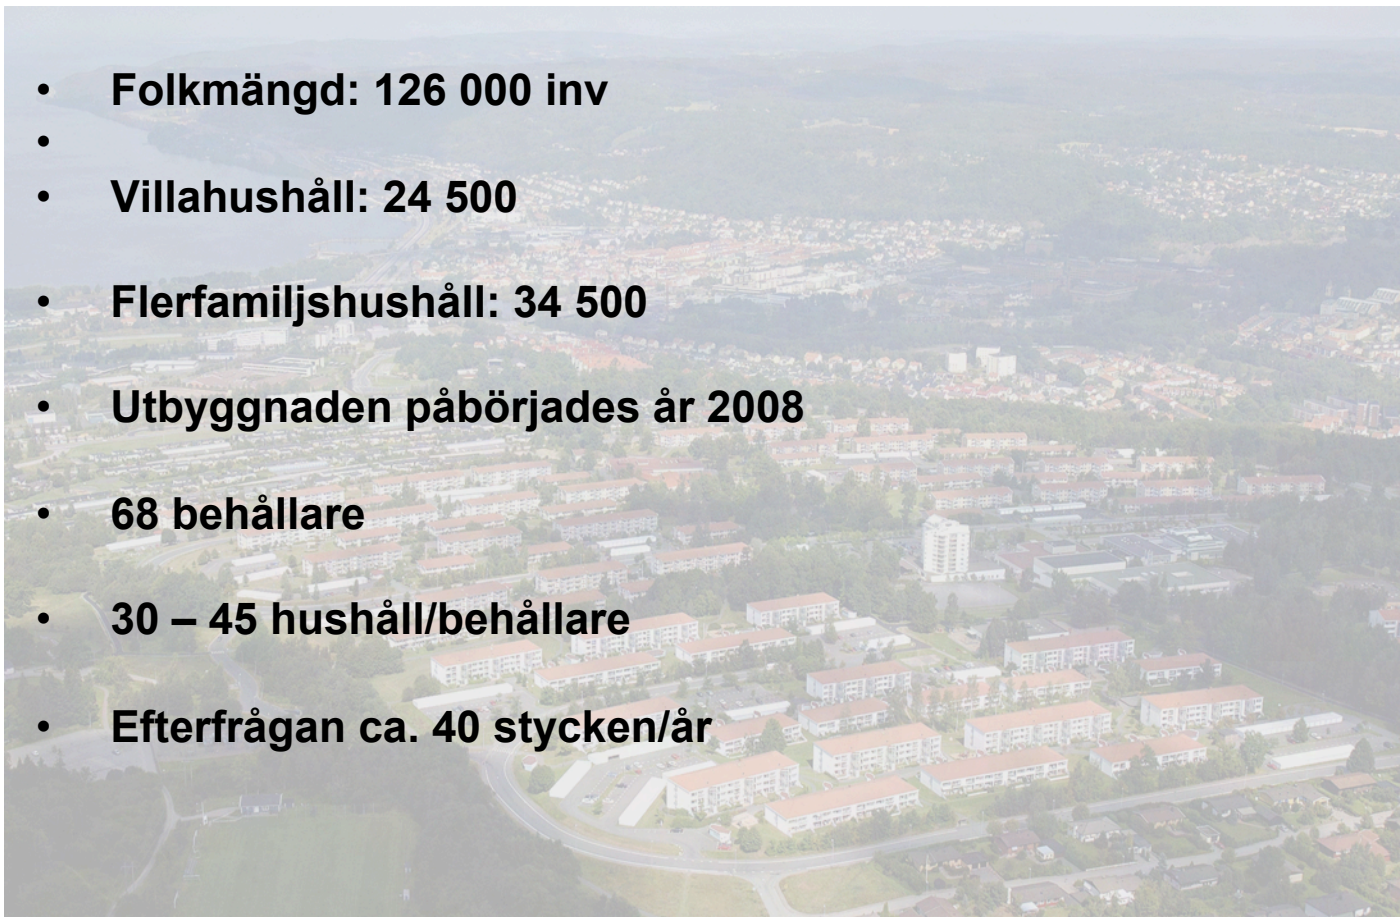 • Folkmängd: 126 000 inv
•
• Villahushåll: 24 500
• Flerfamiljshushåll: 34 500
• Utbyggnaden påbörjades år 2008
• 68 behållare
• 30 – 45 hushåll/behållare
• Efterfrågan ca. 40 stycken/år